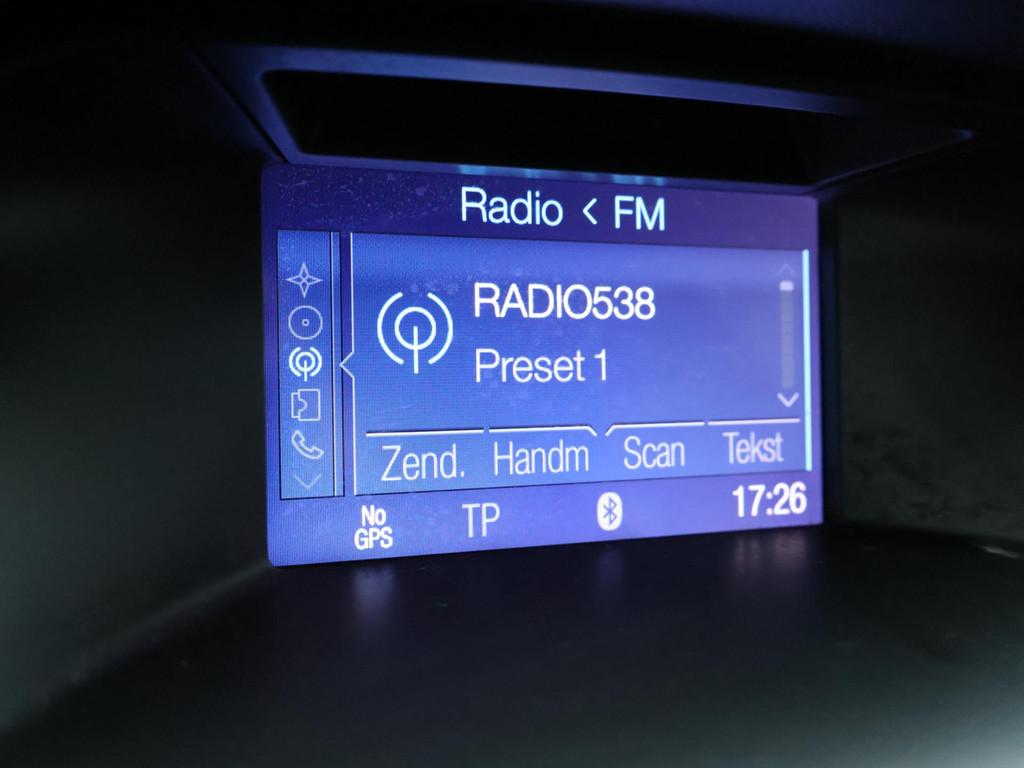 Radio < FM
RADIO538
Preset 1
Zend. Handm Scan Tekst
No
GPS
TP
17:26